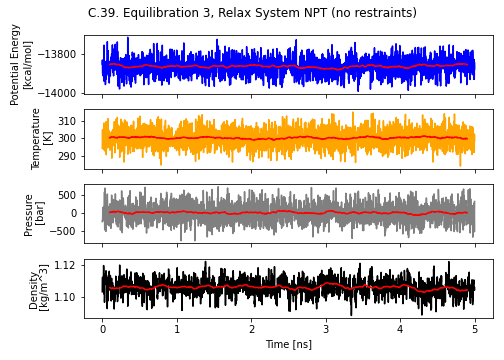 C.39. Equilibration 3, Relax System NPT (no restraints)
Potential Energy
[kcal/mol]
−13800
−14000
Temperature
[K]
310
300
290
Pressure
[bar]
500
0
−500
Density
[kg/m^3]
1.12
1.10
0 1 2 3 4 5
Time [ns]